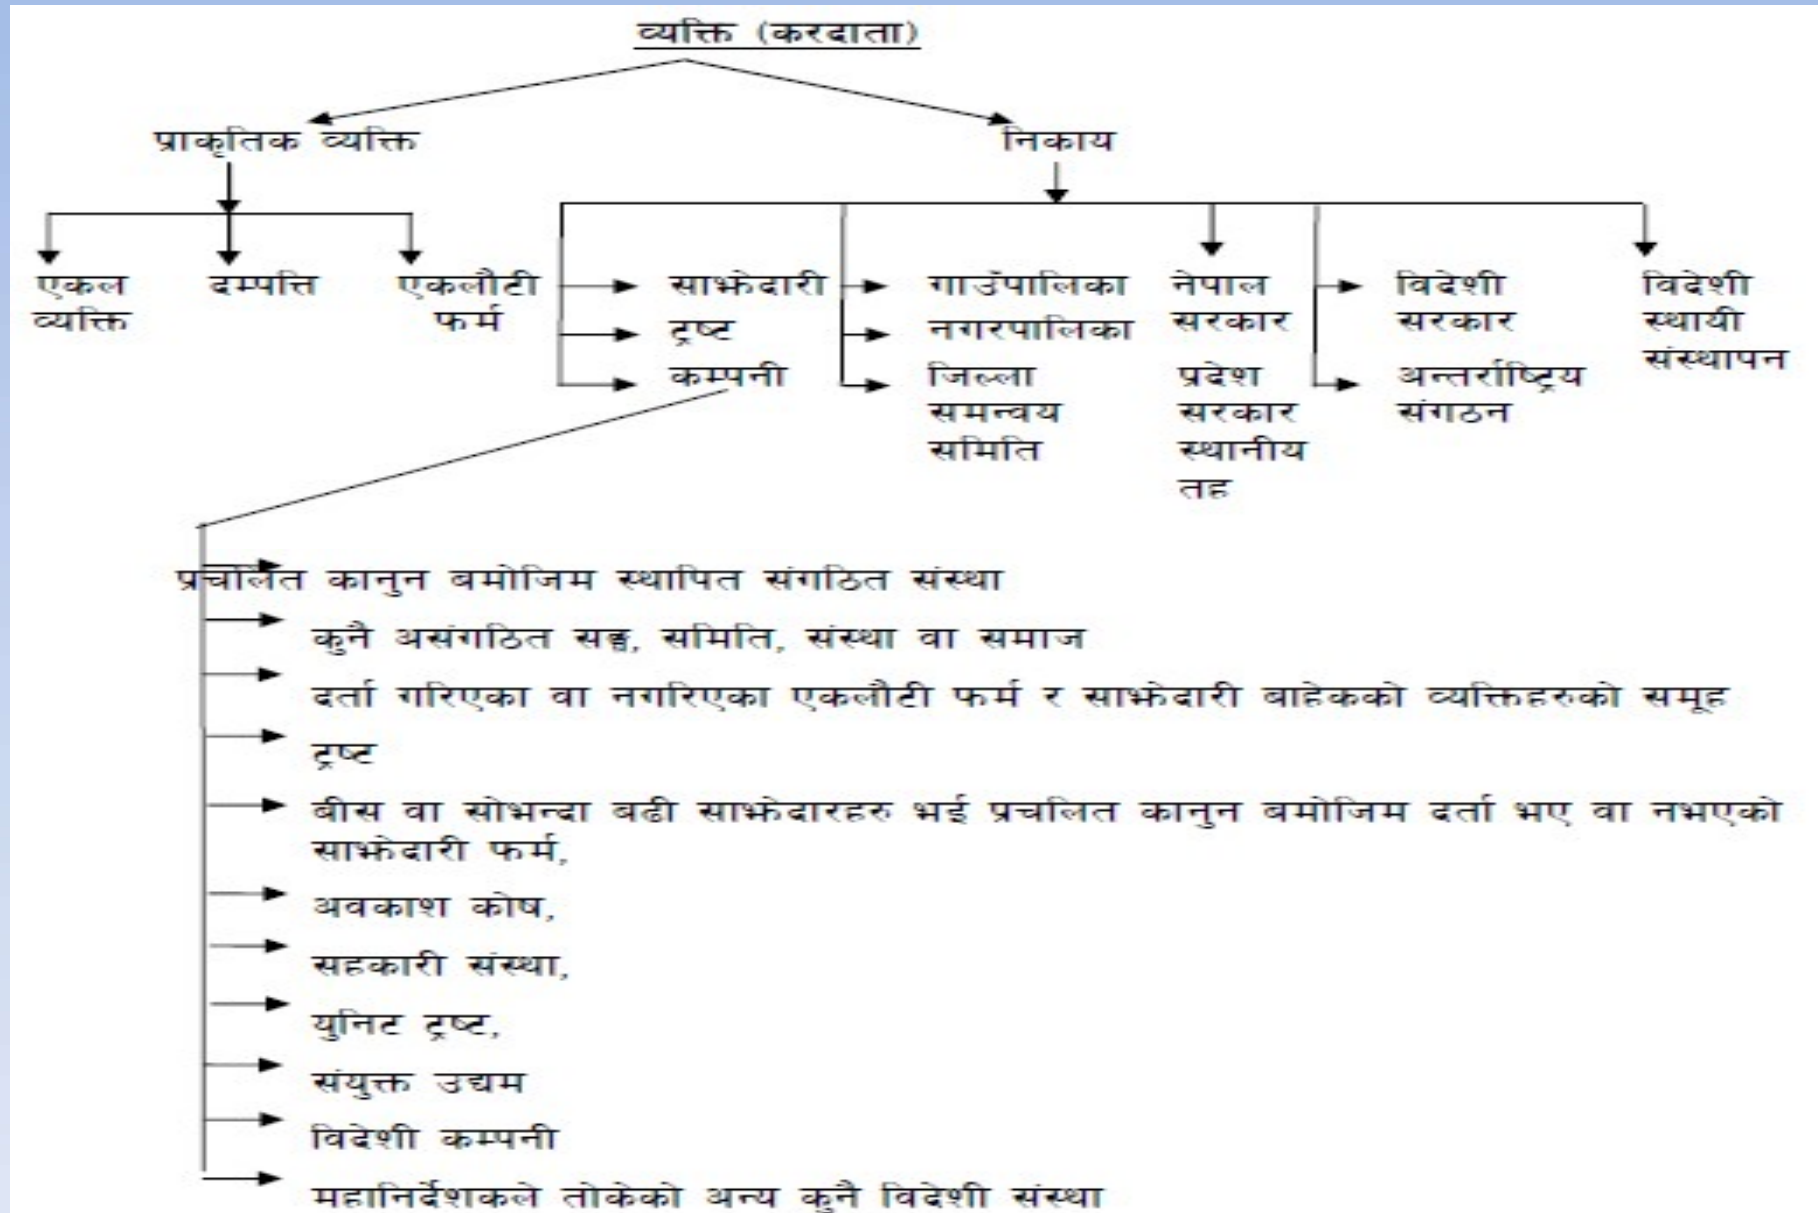 व्यक्ति (करदाता)
प्राकृतिक व्यक्ति
निकाय
एकल
व्यक्ति
दम्पत्ति
एकलौटी
फर्म
साझेदारी
ट्रष्ट
कम्पनी
गाउँपालिका
नगरपालिका
जिल्ला
समन्वय
समिति
नेपाल
सरकार
प्रदेश
सरकार
स्थानीय
तह
विदेशी
सरकार
अन्तर्राष्ट्रिय
संगठन
विदेशी
स्थायी
संस्थापन
प्रचलित कानुन बमोजिम स्थापित संगठित संस्था
कुनै असंगठित सङ्घ, समिति, संस्था वा समाज
दर्ता गरिएका वा नगरिएका एकलौटी फर्म र साझेदारी बाहेकको व्यक्तिहरुको समूह
ट्रष्ट
बीस वा सोभन्दा बढी साझेदारहरु भई प्रचलित कानुन बमोजिम दर्ता भए वा नभएको
साझेदारी फर्म,
अवकाश कोष,
सहकारी संस्था,
युनिट ट्रष्ट,
संयुक्त उद्यम
विदेशी कम्पनी
महानिर्देशकले तोकेको अन्य कुनै विदेशी संस्था